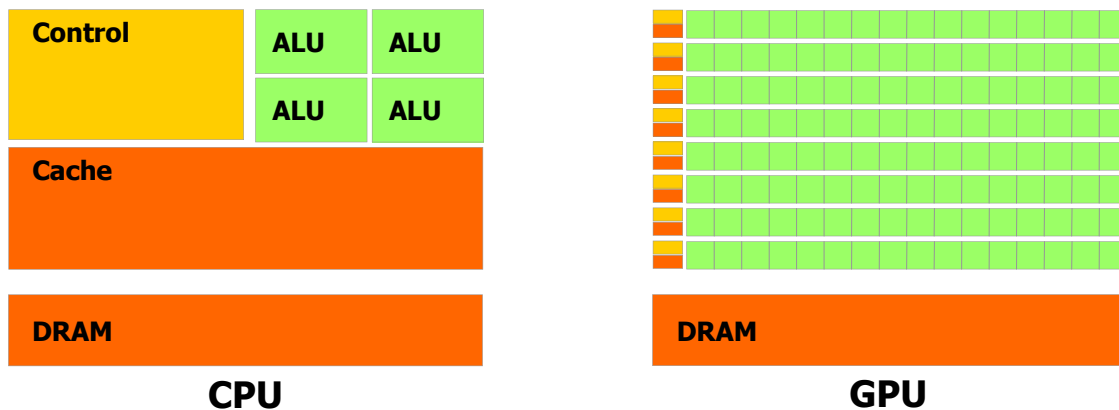 Control
ALU ALU
ALU ALU
Cache
DRAM
CPU
DRAM
GPU